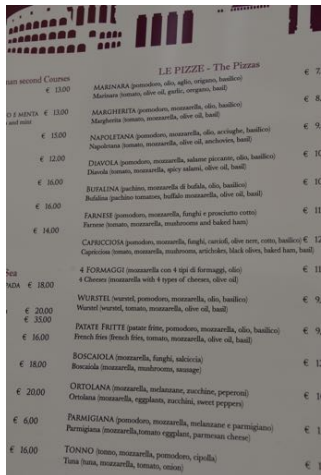 LE PIZZE - The Pizzas
second Courses
€ 13,00
MARINARA (pomodoro, olio, aglio, origano, basilico)
Marinara (tomato, olive oil, garlic, oregano, basil)
O E MENTA € 13,00
and mint
MARGHERITA (pomodoro, mozzarella, olio, basilico)
Margherita (tomato, mozzarella, olive oil, basil)
€ 15,00
NAPOLETANA (pomodoro, mozzarella, olio, acciughe, basilico)
Napoletana (tomato, mozzarella, olive oil, anchovies, basil)
€ 12,00
DIAVOLA (pomodoro, mozzarella, salame piccante, olio, basilico)
Diavola (tomato, mozzarella, spicy salami, olive oil, basil)
€ 16,00
BUFALINA (pachino, mozzarella di bufala, olio, basilico)
Bufalina (pachino tomatoes, buffalo mozzarella, olive oil, basil)
€ 16,00
FARNESE (pomodoro, mozzarella, funghi e prosciutto cotto)
Farnese (tomato, mozzarella, mushrooms and baked ham)
€ 14,00
CAPRICCIOSA (pomodoro, mozzarella, funghi, carciofi, olive nere, cotto, basilico) €
Capricciosa (tomato, mozzarella, mushrooms, artichokes, black olives, baked ham, basil)
Sea
€ 18,00
4 FORMAGGI (mozzarella con 4 tipi di formaggi, olio)
4 Cheeses (mozzarella with 4 types of cheeses, olive oil)
€ 20,00
€ 35,00
WURSTEL (wurstel, pomodoro, mozzarella, olio, basilico)
Wurstel (wurstel, tomato, mozzarella, olive oil, basil)
€ 16,00
PATATE FRITTE (patate fritte, pomodoro, mozzarella, olio, basilico)
French fries (french fries, tomato, mozzarella, olive oil, basil)
€ 18,00
BOSCAIOLA (mozzarella, funghi, salciccia)
Boscaiola (mozzarella, mushrooms, sausage)
€ 20,00
ORTOLANA (mozzarella, melanzane, zucchine, peperoni)
Ortolana (mozzarella, eggplants, zucchini, sweet peppers)
€ 6,00
PARMIGIANA (pomodoro, mozzarella, melanzane e parmigiano)
Parmigiana (mozzarella,tomato eggplant, parmesan cheese)
€ 16,00
TONNO (tonno, mozzarella, pomodoro, cipolla)
Tuna (tuna, mozzarella, tomato, onion)